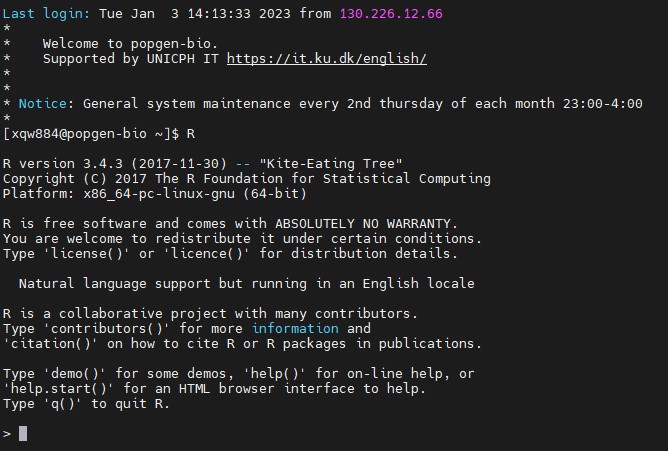 Last login: Tue Jan  3 14:13:33 2023 from 130.226.12.66
*
*    Welcome to popgen-bio.
*    Supported by UNICPH IT https://it.ku.dk/english/
*
*
* Notice: General system maintenance every 2nd thursday of each month 23:00-4:00
*
[xqw884@popgen-bio ~]$ R

R version 3.4.3 (2017-11-30) -- "Kite-Eating Tree"
Copyright (C) 2017 The R Foundation for Statistical Computing
Platform: x86_64-pc-linux-gnu (64-bit)

R is free software and comes with ABSOLUTELY NO WARRANTY.
You are welcome to redistribute it under certain conditions.
Type 'license()' or 'licence()' for distribution details.

  Natural language support but running in an English locale

R is a collaborative project with many contributors.
Type 'contributors()' for more information and
'citation()' on how to cite R or R packages in publications.

Type 'demo()' for some demos, 'help()' for on-line help, or
'help.start()' for an HTML browser interface to help.
Type 'q()' to quit R.

>